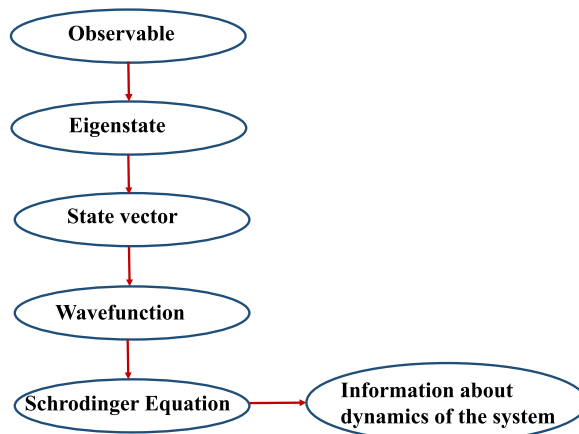 Observable
Eigenstate
State vector
Wavefunction
Schrodinger Equation
Information about
dynamics of the system